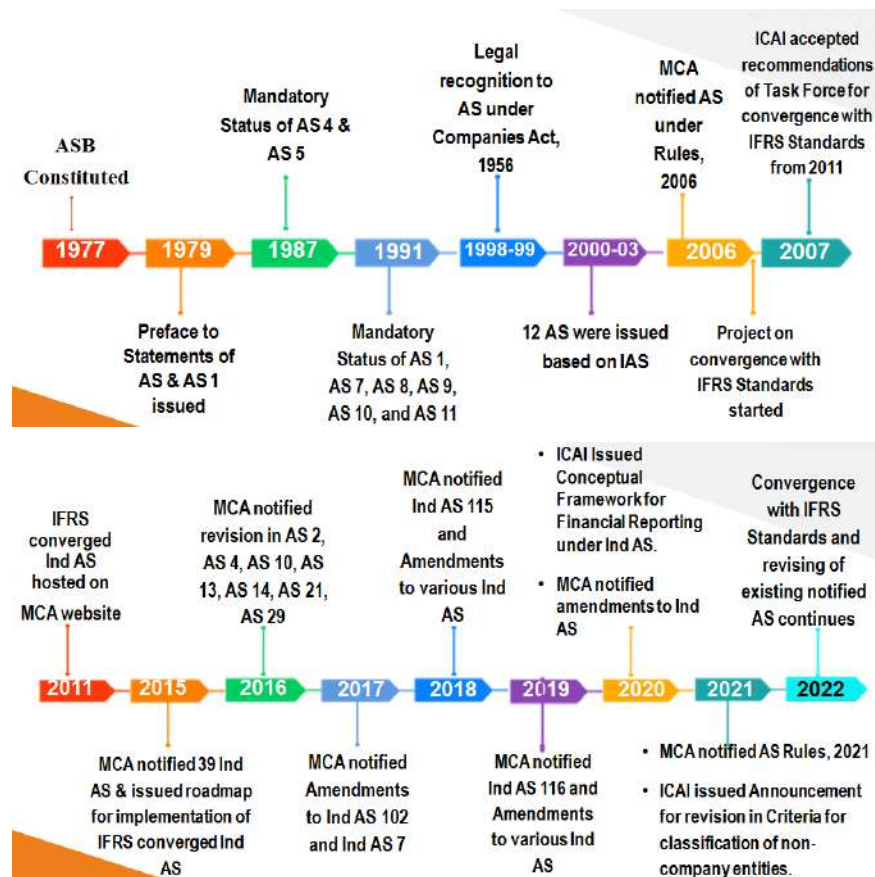 ASB
Constituted
Mandatory
Status of AS 4 &
AS 5
Legal
recognition to
AS under
Companies Act,
1956
MCA
notified AS
under
Rules,
2006
ICAI accepted
recommendations
of Task Force for
convergence with
IFRS Standards
from 2011
1977
1979
1987
1991
1998-99
2000-03
2006
2007
Preface to
Statements of
AS & AS 1
issued
Mandatory
Status of AS 1,
AS 7, AS 8, AS 9,
AS 10, and AS 11
12 AS were issued
based on IAS
Project on
convergence with
IFRS Standards
started
IFRS
converged
Ind AS
hosted on
MCA website
MCA notified
revision in AS 2,
AS 4, AS 10, AS
13, AS 14, AS 21,
AS 29
MCA notified
Ind AS 115
and
Amendments
to various Ind
AS
• ICAI Issued
Conceptual
Framework for
Financial Reporting
under Ind AS.
• MCA notified
amendments to Ind
AS
Convergence
with IFRS
Standards and
revising of
existing notified
AS continues
2011
2015
2016
2017
2018
2019
2020
2021
2022
MCA notified 39 Ind
AS & issued roadmap
for implementation of
IFRS converged Ind
AS
MCA notified
Amendments
to Ind AS 102
and Ind AS 7
MCA notified
Ind AS 116 and
Amendments
to various Ind
AS
• MCA notified AS Rules, 2021
• ICAI issued Announcement
for revision in Criteria for
classification of non-
company entities.